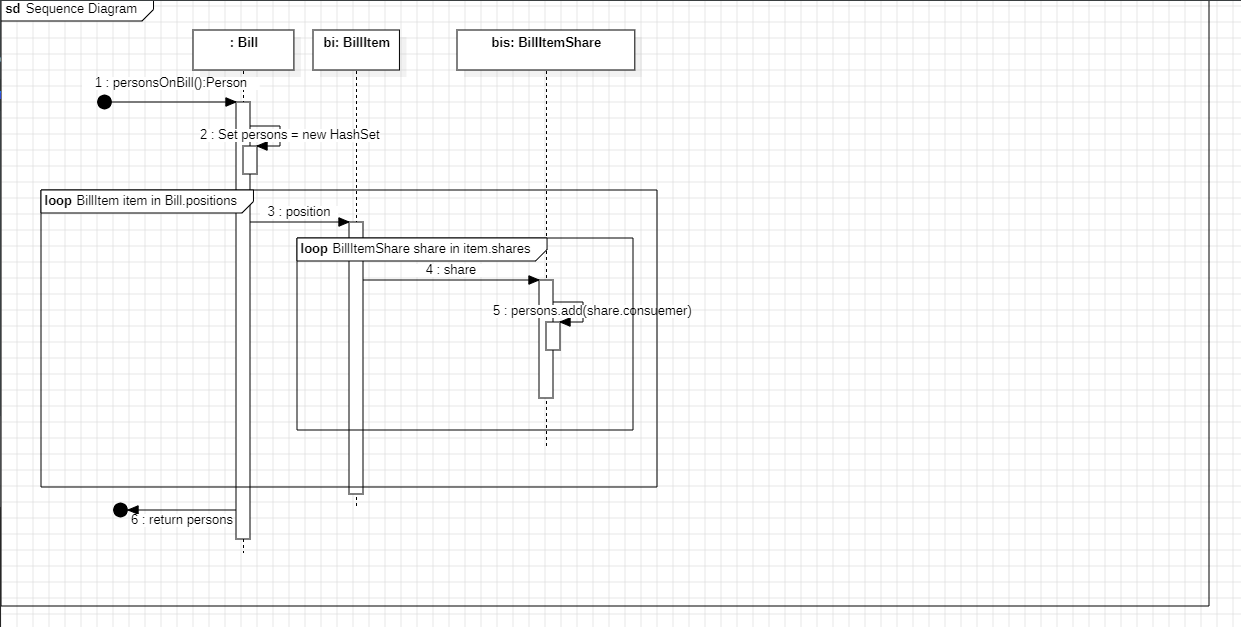 sd Sequence Diagram
: Bill
bi: BillItem
bis: BillItemShare
1 : personsOnBill():Person
2 : Set persons = new HashSet
loop BillItem item in Bill.positions
3 : position
loop BillItemShare share in item.shares
4 : share
5 : persons.add(share.consuemer)
6 : return persons